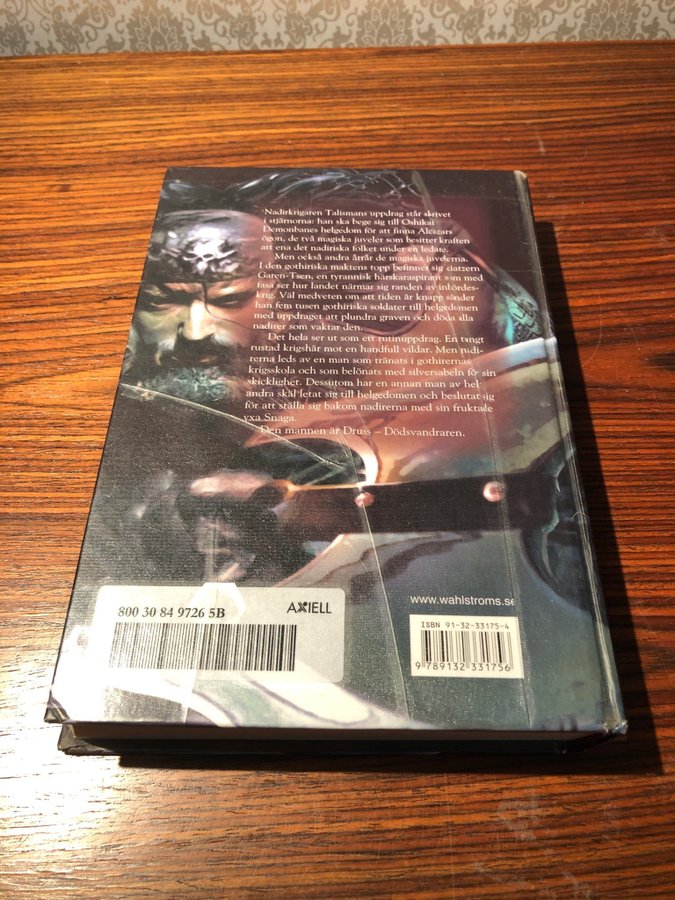 Nadirkrigaren Talismans uppdrag står skrivet
i stjärnorna: han ska bege sig till Oshikai
Demonbanes helgedom för att finna Alcazars
ögon, de två magiska juveler som besitter kraften
att ena det nadiriska folket under en ledare.
Men också andra åtrår de magiska juvelerna.
I den gothiriska maktens topp befinner sig
Garen-Tsen, en tyrannisk härskaraspirant som med
fasa ser hur landet närmar sig randen av inbördes-
krig. Väl medveten om att tiden är knapp sänder
han fem tusen gothiriska soldater till helgedomen
med uppdraget att plundra graven och döda alla
nadirer som vaktar den.
Det hela ser ut som ett rutinuppdrag. En tungt
rustad krigshär mot en handfull vildar. Men nadi-
rerna leds av en man som tränats i gothirernas
krigsskola och som belönats med silversabeln för sin
skicklighet. Dessutom har en annan man av helt
andra skäl letat sig till helgedomen och beslutat sig
för att ställa sig bakom nadirerna med sin fruktade
yxa Snaga.
Den mannen är Druss – Dödsvandraren.
800 30 84 9726 5B
AXIELL
www.wahlstroms.se
ISBN 91-32-33175-4
9 789132 331756